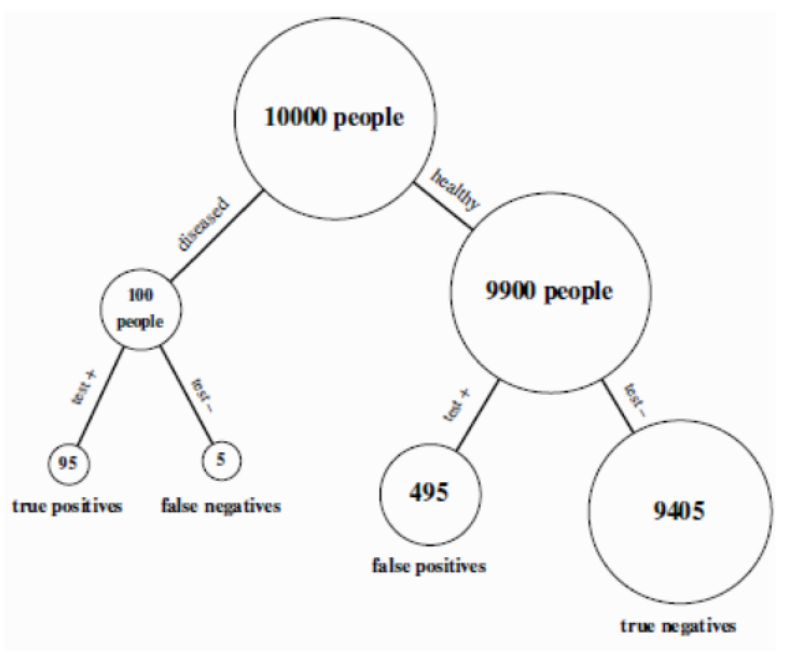 10000 people
diseased
healthy
100
people
9900 people
test +
test –
test +
test –
95
5
true positives
false negatives
495
9405
false positives
true negatives